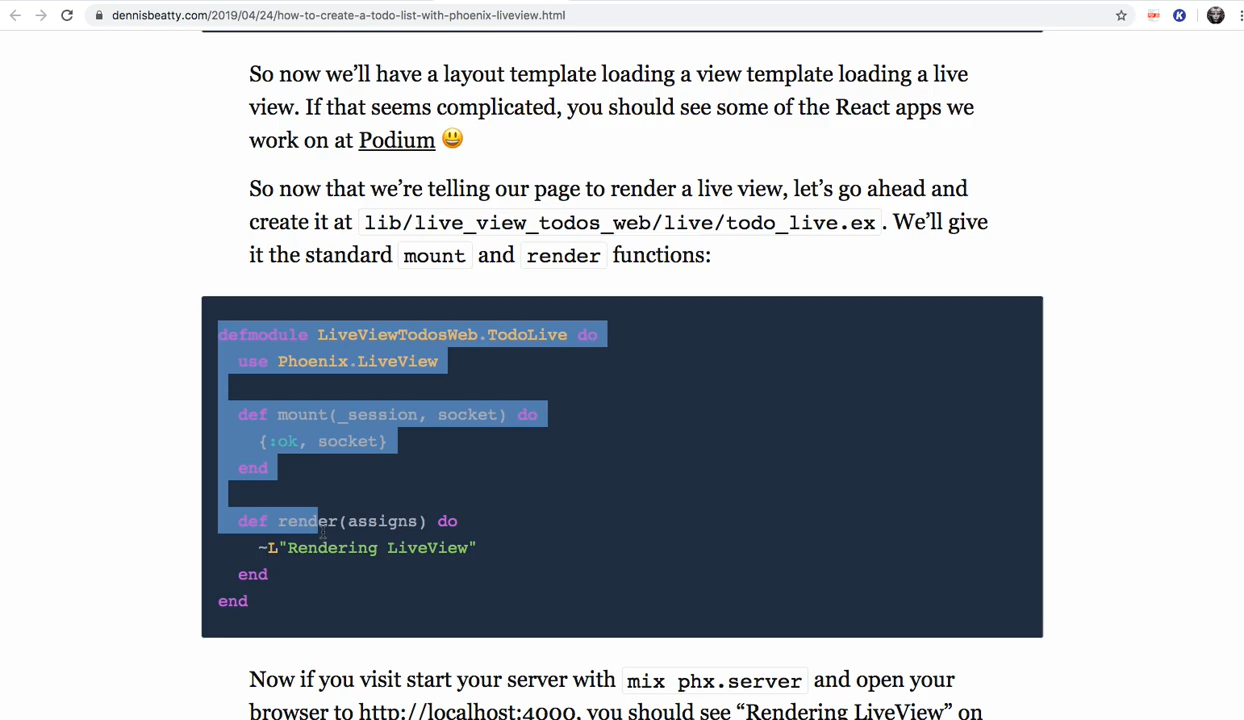 dennisbeatty.com/2019/04/24/how-to-create-a-todo-list-with-phoenix-liveview.html
So now we’ll have a layout template loading a view template loading a live
view. If that seems complicated, you should see some of the React apps we
work on at Podium 😃
So now that we’re telling our page to render a live view, let’s go ahead and
create it at lib/live_view_todos_web/live/todo_live.ex. We’ll give
it the standard mount and render functions:
defmodule LiveViewTodosWeb.TodoLive do
use Phoenix.LiveView
def mount(_session, socket) do
{:ok, socket}
end
def render(assigns) do
~L"Rendering LiveView"
end
end
Now if you visit start your server with mix phx.server and open your
browser to http://localhost:4000, you should see “Rendering LiveView” on